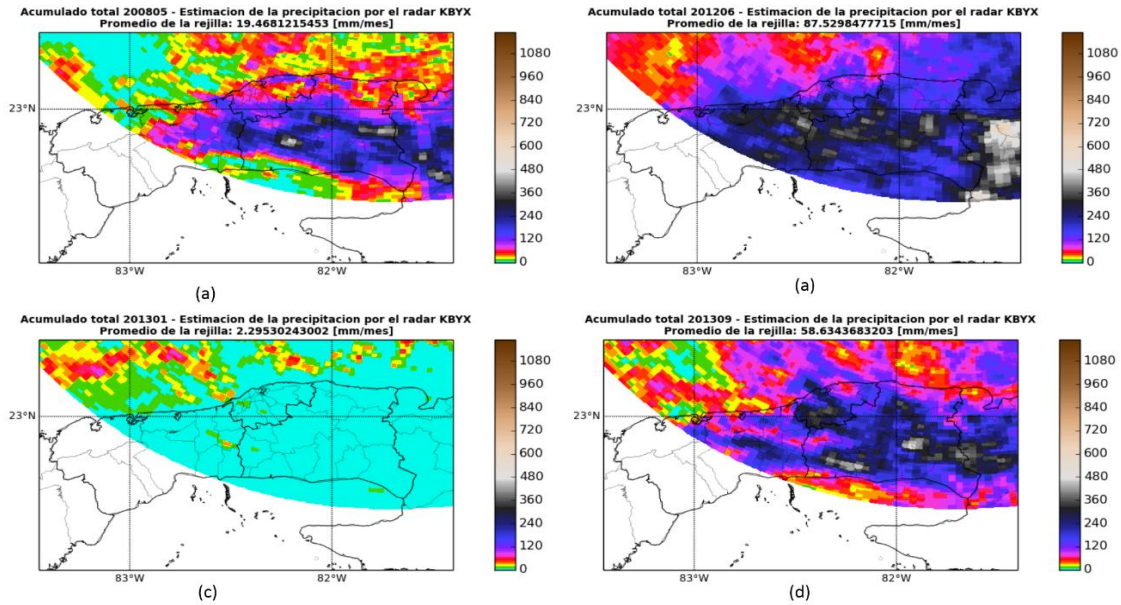 Acumulado total 200805 - Estimacion de la precipitacion por el radar KBYX
Promedio de la rejilla: 19.4681215453 [mm/mes]
1080
960
840
720
600
480
360
240
120
0
23°N
83°W
82°W
(a)
Acumulado total 201206 - Estimacion de la precipitacion por el radar KBYX
Promedio de la rejilla: 87.5298477715 [mm/mes]
1080
960
840
720
600
480
360
240
120
0
23°N
83°W
82°W
(a)
Acumulado total 201301 - Estimacion de la precipitacion por el radar KBYX
Promedio de la rejilla: 2.29530243002 [mm/mes]
1080
960
840
720
600
480
360
240
120
0
23°N
83°W
82°W
(c)
Acumulado total 201309 - Estimacion de la precipitacion por el radar KBYX
Promedio de la rejilla: 58.6343683203 [mm/mes]
1080
960
840
720
600
480
360
240
120
0
23°N
83°W
82°W
(d)